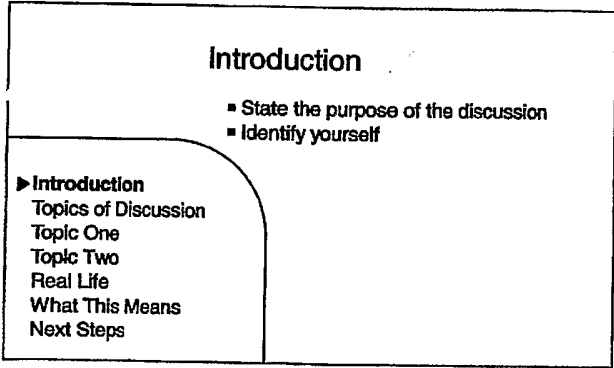 Introduction
▪ State the purpose of the discussion
▪ Identify yourself
▶Introduction
Topics of Discussion
Topic One
Topic Two
Real Life
What This Means
Next Steps